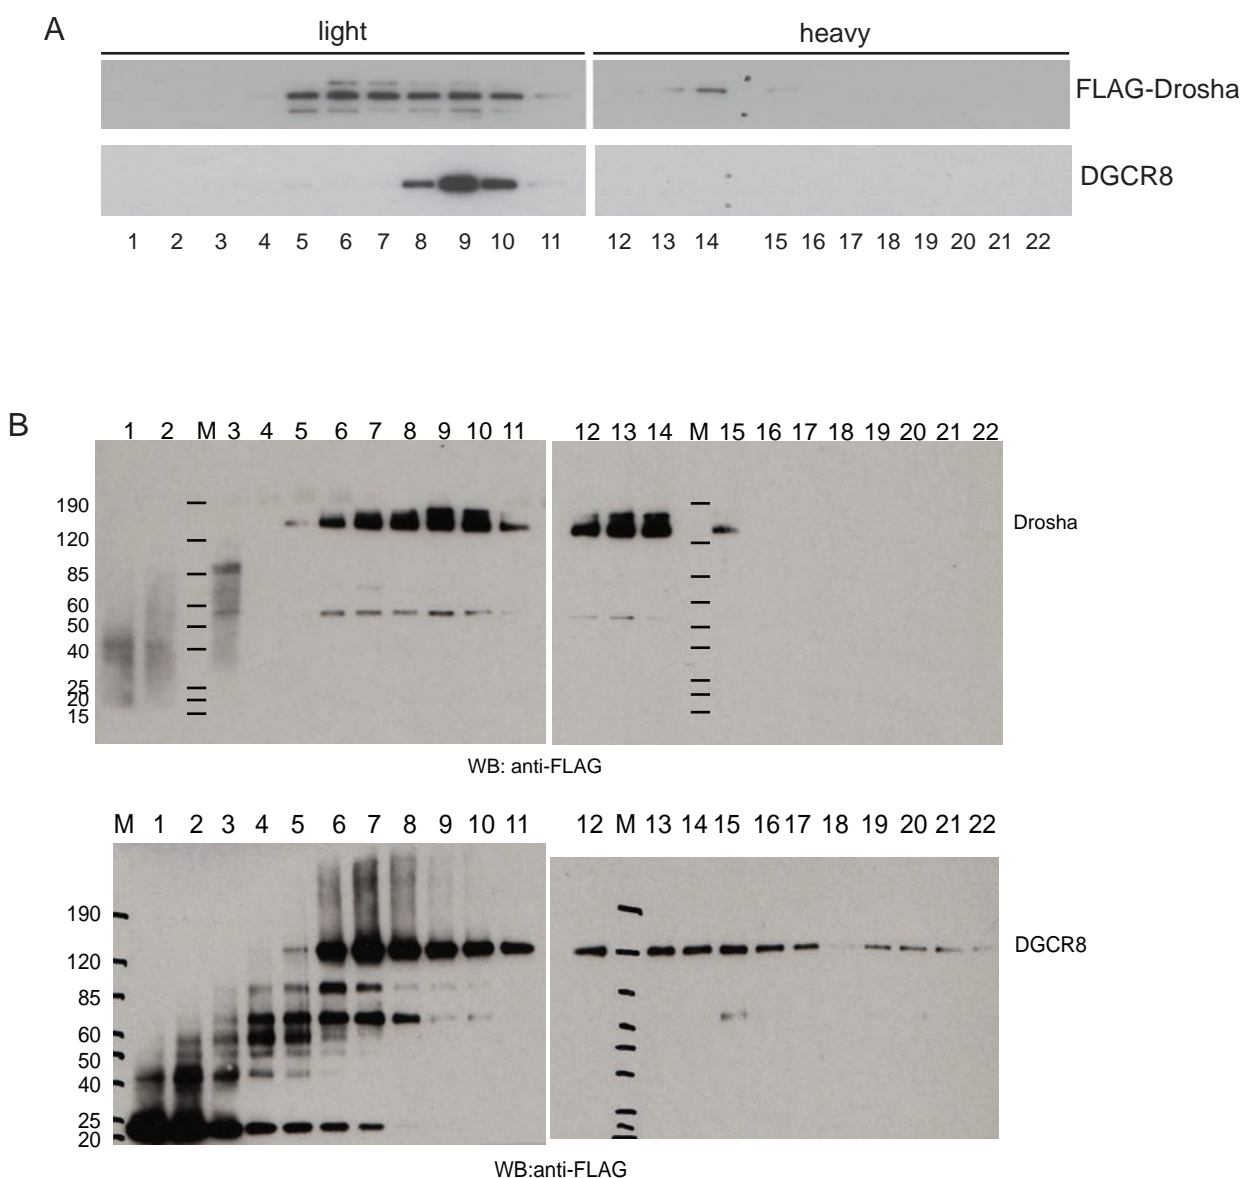 A
light heavy
FLAG-Drosha
DGCR8
1 2 3 4 5 6 7 8 9 10 11 12 13 14 15 16 17 18 19 20 21 22
B
1 2 M 3 4 5 6 7 8 9 10 11 12 13 14 M 15 16 17 18 19 20 21 22
190
Drosha
120
85
60
50
40
25
20
15
WB: anti-FLAG
M 1 2 3 4 5 6 7 8 9 10 11 12 M 13 14 15 16 17 18 19 20 21 22
190
DGCR8
120
85
60
50
40
25
20
WB:anti-FLAG